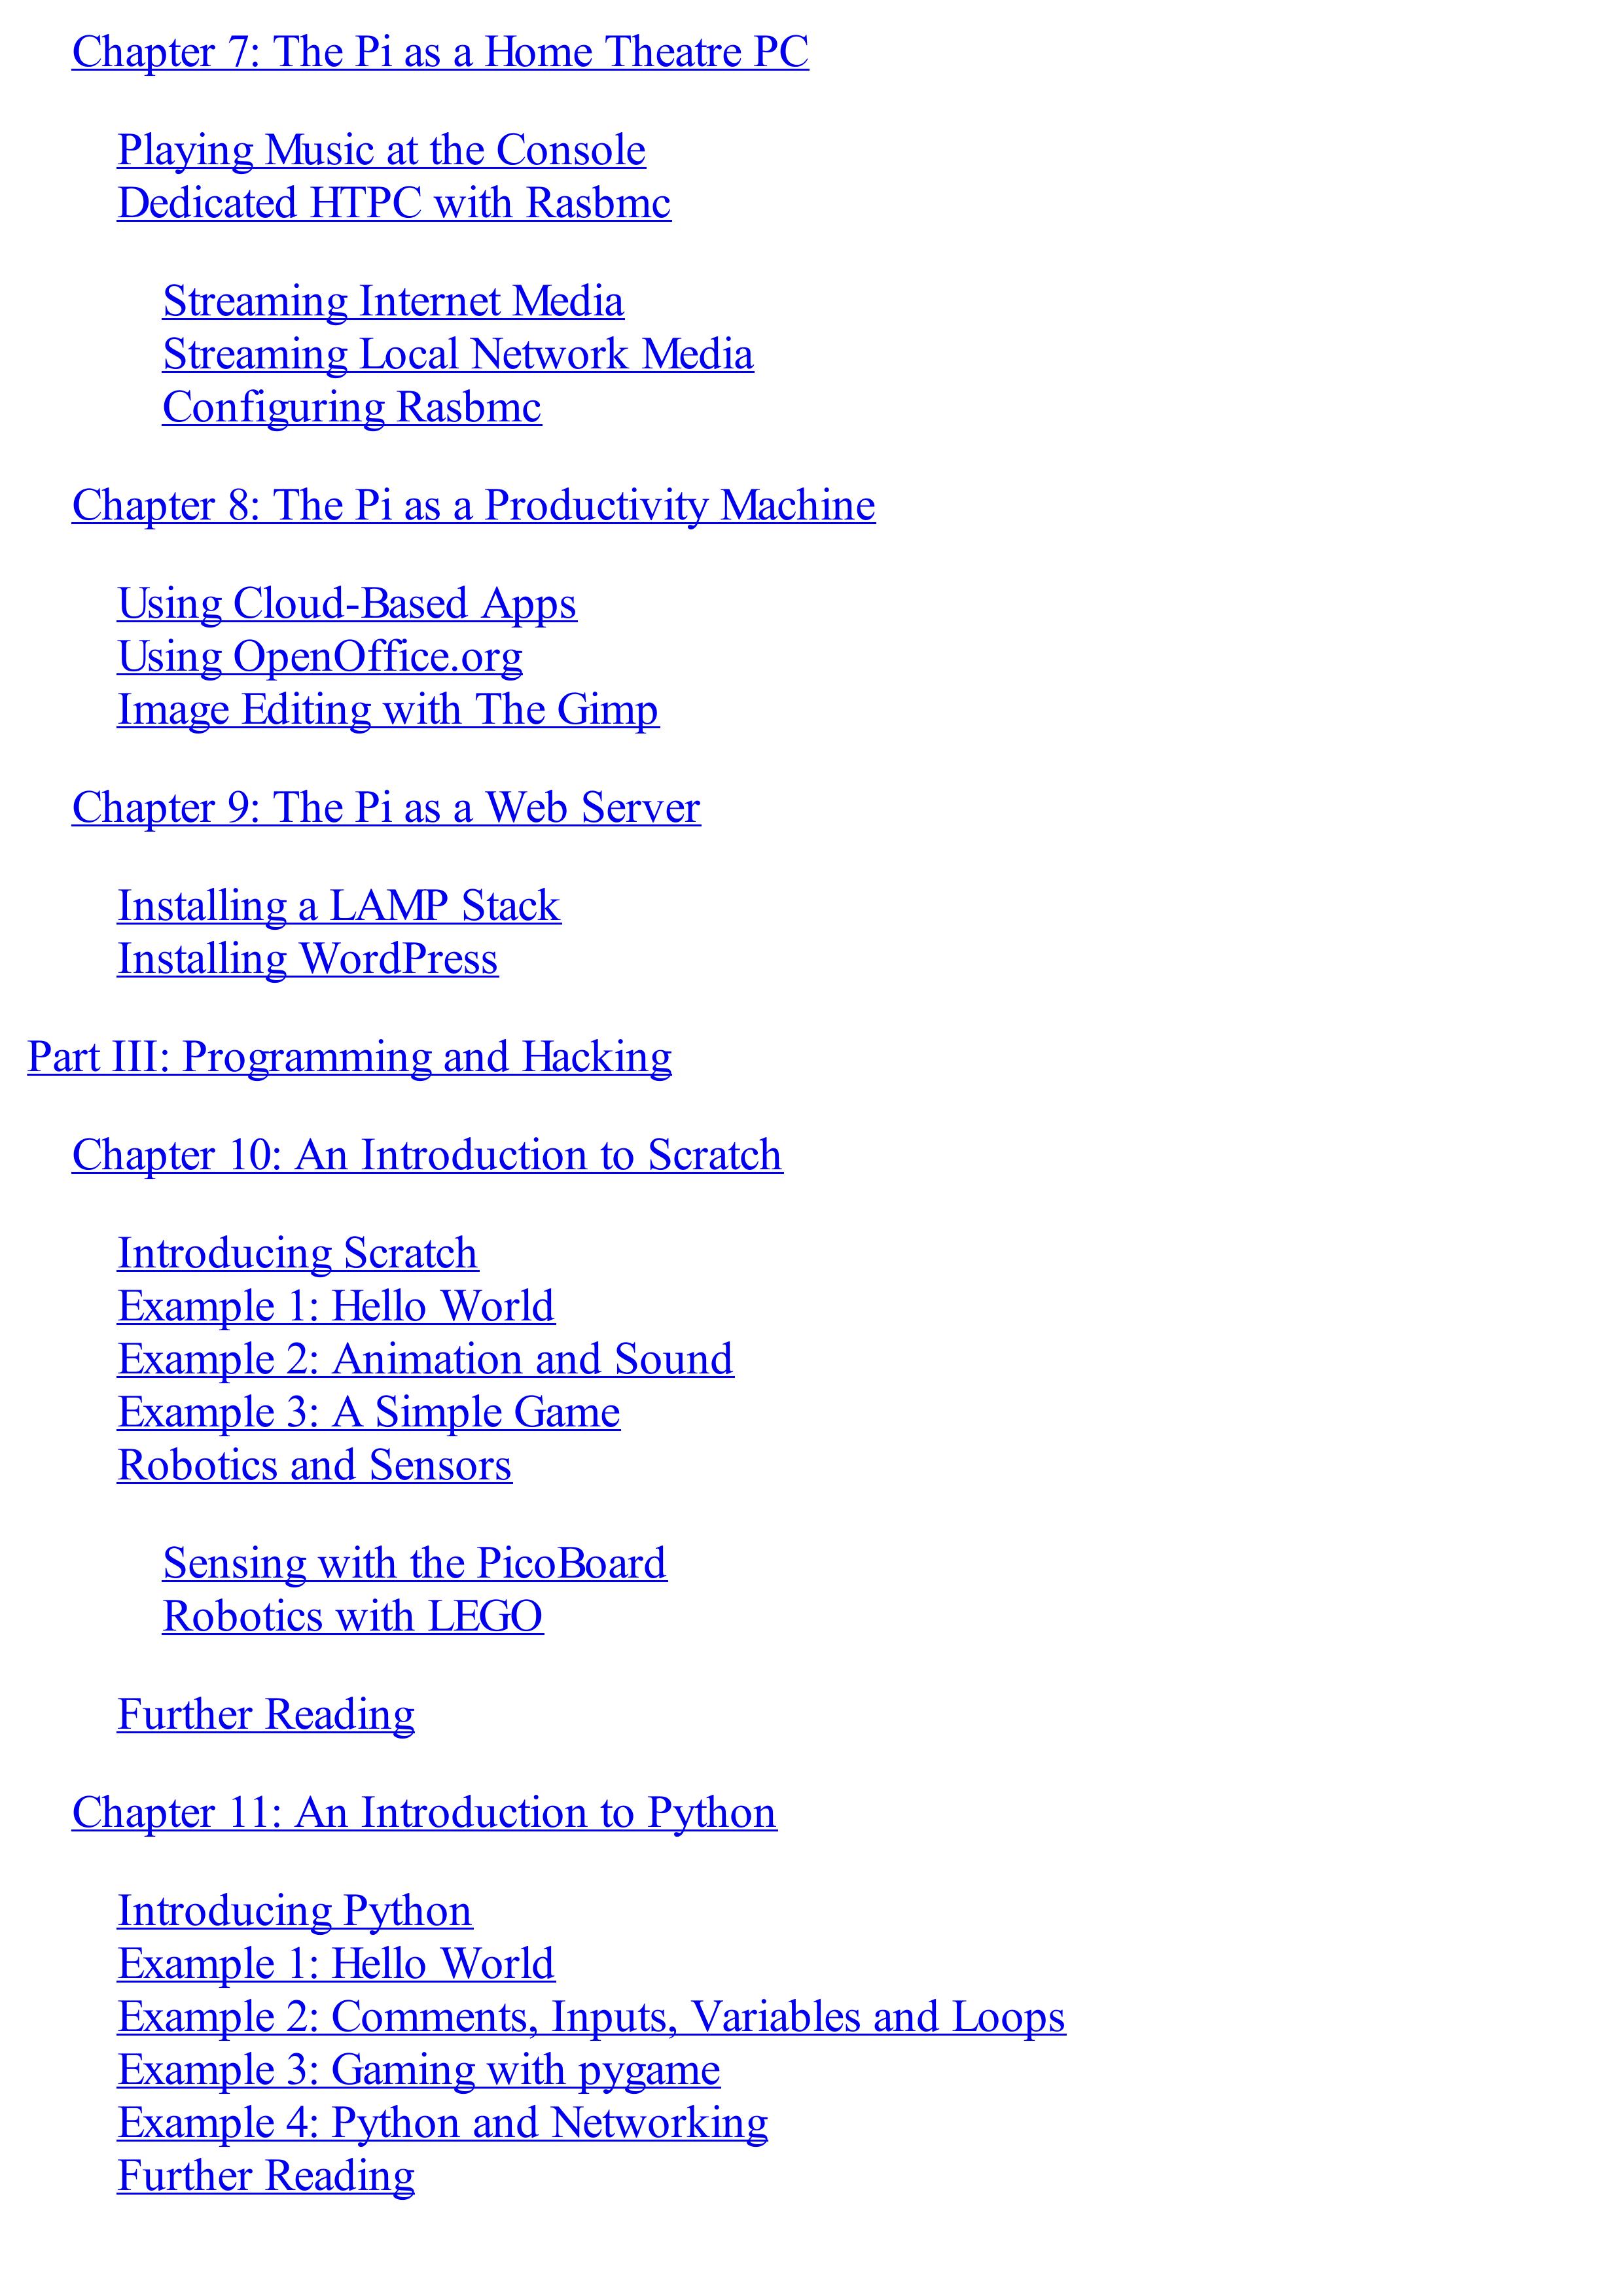 Chapter 7: The Pi as a Home Theatre PC
Playing Music at the Console
Dedicated HTPC with Rasbmc
Streaming Internet Media
Streaming Local Network Media
Configuring Rasbmc
Chapter 8: The Pi as a Productivity Machine
Using Cloud-Based Apps
Using OpenOffice.org
Image Editing with The Gimp
Chapter 9: The Pi as a Web Server
Installing a LAMP Stack
Installing WordPress
Part III: Programming and Hacking
Chapter 10: An Introduction to Scratch
Introducing Scratch
Example 1: Hello World
Example 2: Animation and Sound
Example 3: A Simple Game
Robotics and Sensors
Sensing with the PicoBoard
Robotics with LEGO
Further Reading
Chapter 11: An Introduction to Python
Introducing Python
Example 1: Hello World
Example 2: Comments, Inputs, Variables and Loops
Example 3: Gaming with pygame
Example 4: Python and Networking
Further Reading